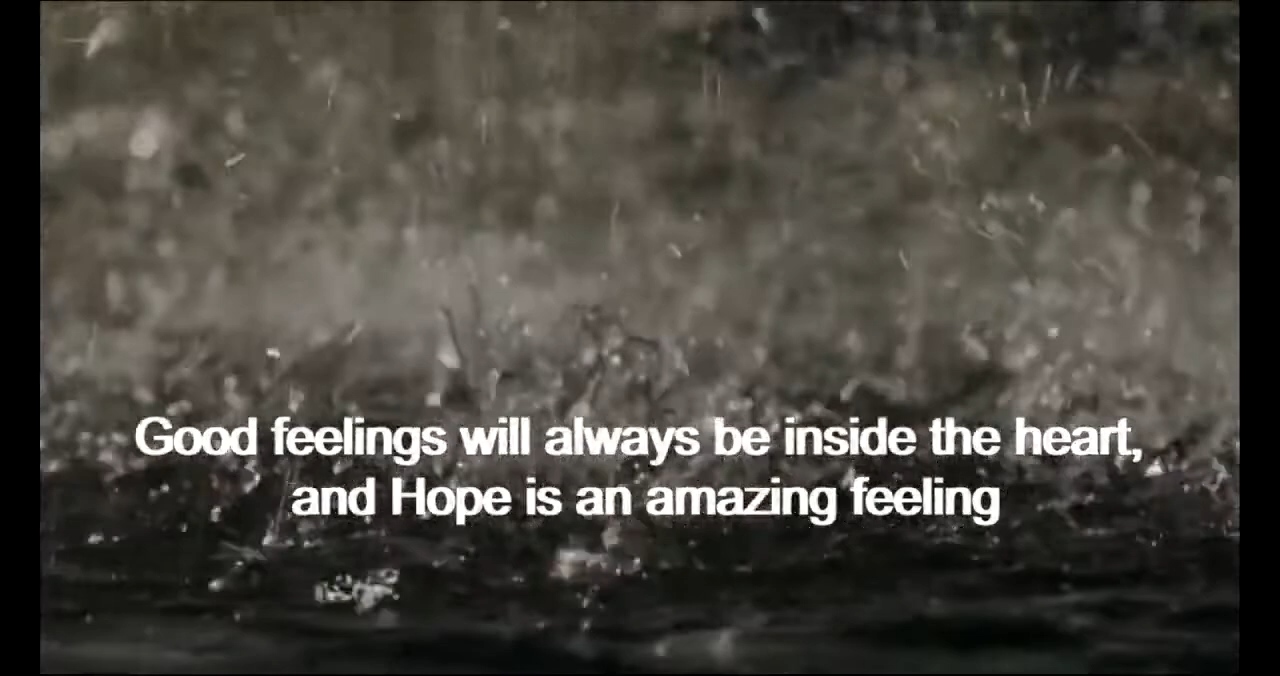 Good feelings will always be inside the heart,
and Hope is an amazing feeling